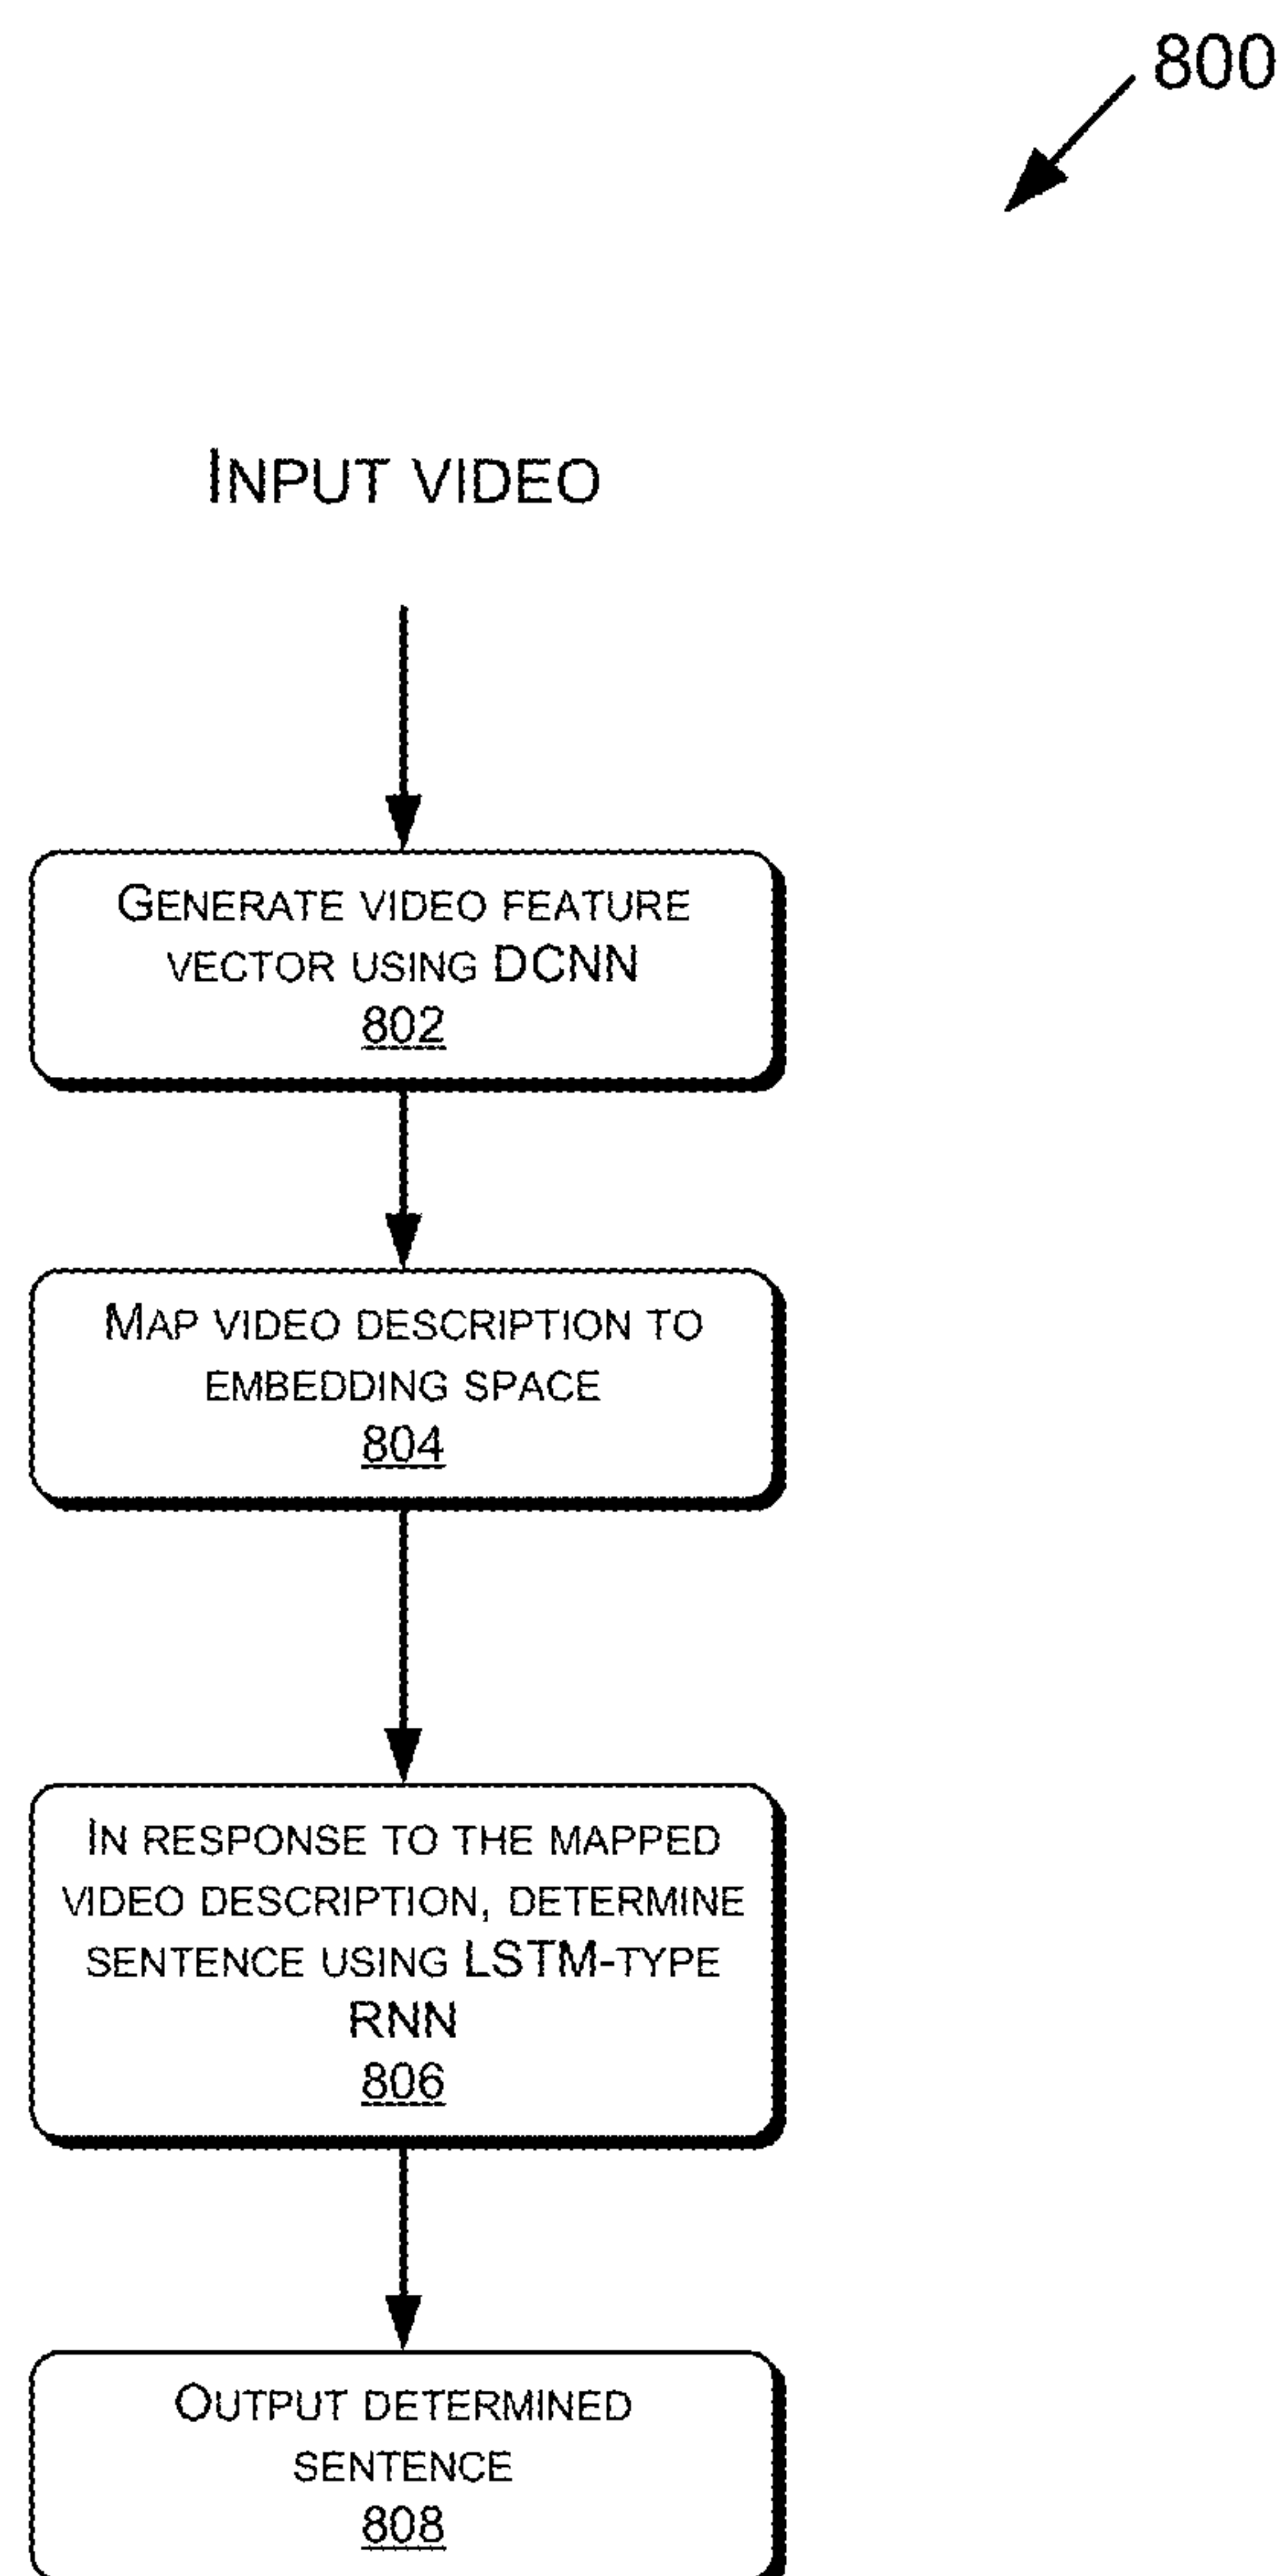 800
INPUT VIDEO
GENERATE VIDEO FEATURE
VECTOR USING DCNN
802
MAP VIDEO DESCRIPTION TO
EMBEDDING SPACE
804
IN RESPONSE TO THE MAPPED
VIDEO DESCRIPTION, DETERMINE
SENTENCE USING LSTM-TYPE
RNN
806
OUTPUT DETERMINED
SENTENCE
808